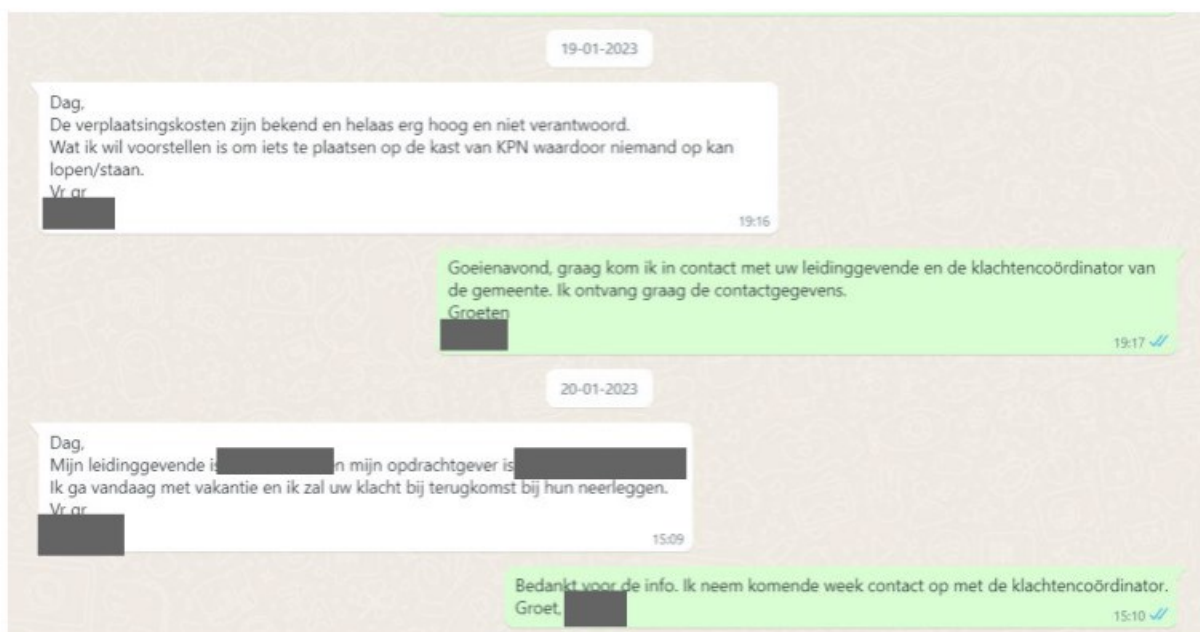 19-01-2023
Dag,
De verplaatsingskosten zijn bekend en helaas erg hoog en niet verantwoord.
Wat ik wil voorstellen is om iets te plaatsen op de kast van KPN waardoor niemand op kan
lopen/staan.
Vr gr
19:16
Goeienavond, graag kom ik in contact met uw leidinggevende en de klachtencoördinator van
de gemeente. Ik ontvang graag de contactgegevens.
Groeten
19:17
20-01-2023
Dag,
Mijn leidinggevende is n mijn opdrachtgever is
Ik ga vandaag met vakantie en ik zal uw klacht bij terugkomst bij hun neerleggen.
Vr gr
15:09
Bedankt voor de info. Ik neem komende week contact op met de klachtencoördinator.
Groet,
15:10